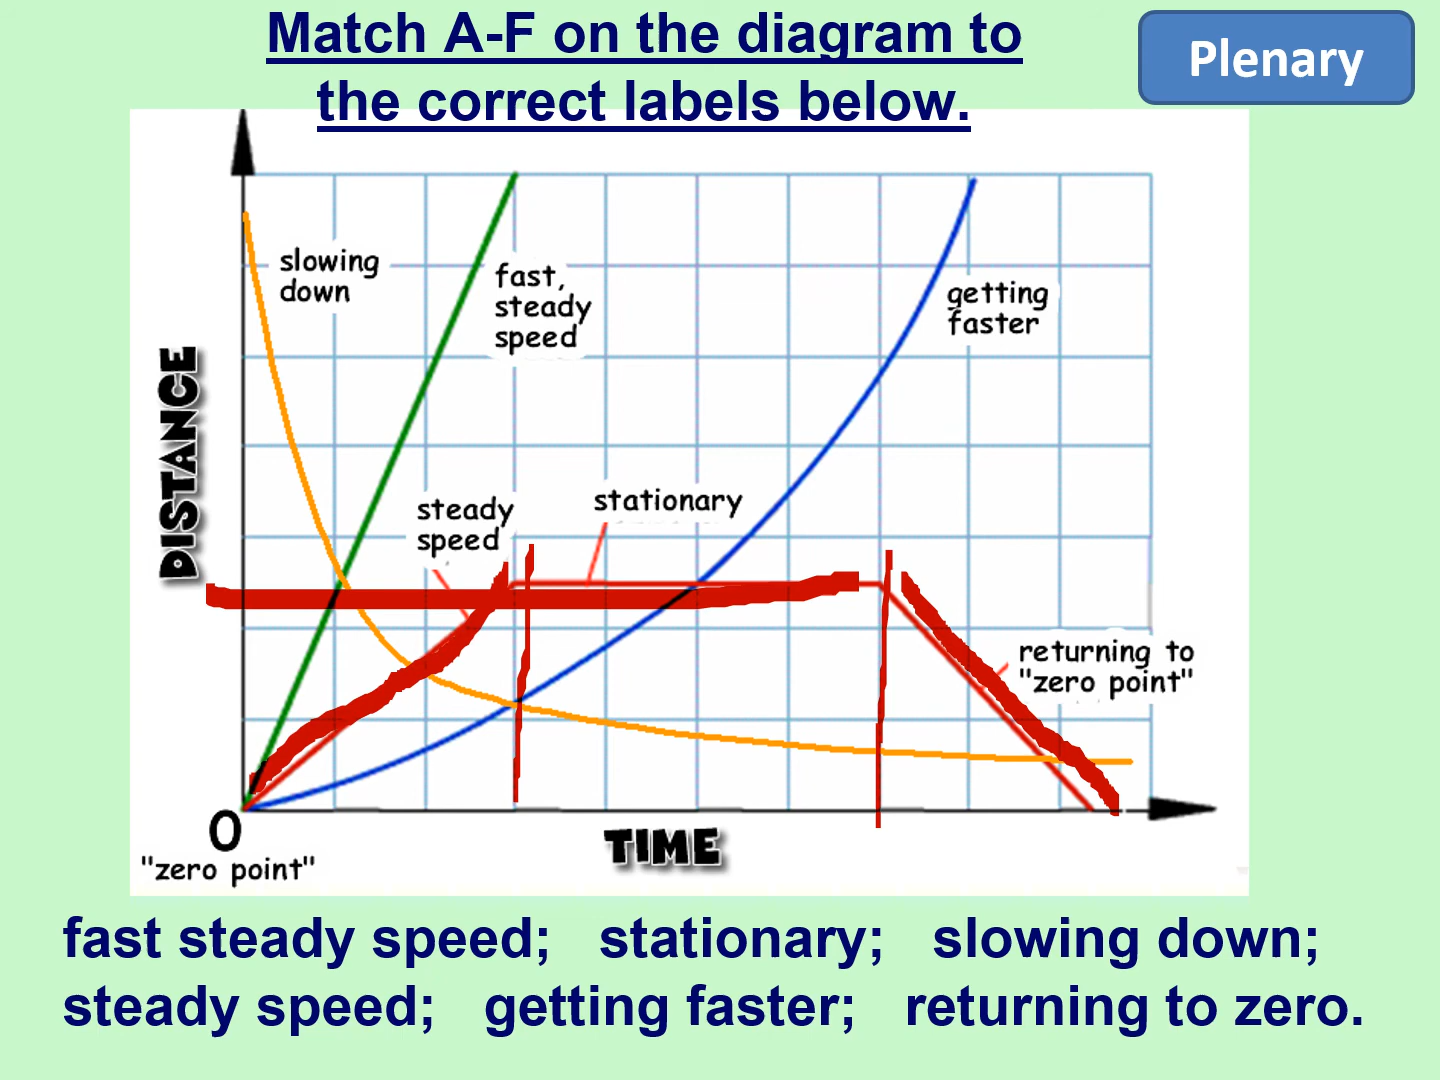 Match A-F on the diagram to
the correct labels below.
Plenary
slowing
down
fast,
steady
speed
getting
faster
DISTANCE
steady
speed
stationary
returning to
"zero point"
0
TIME
"zero point"
fast steady speed; stationary; slowing down;
steady speed; getting faster; returning to zero.